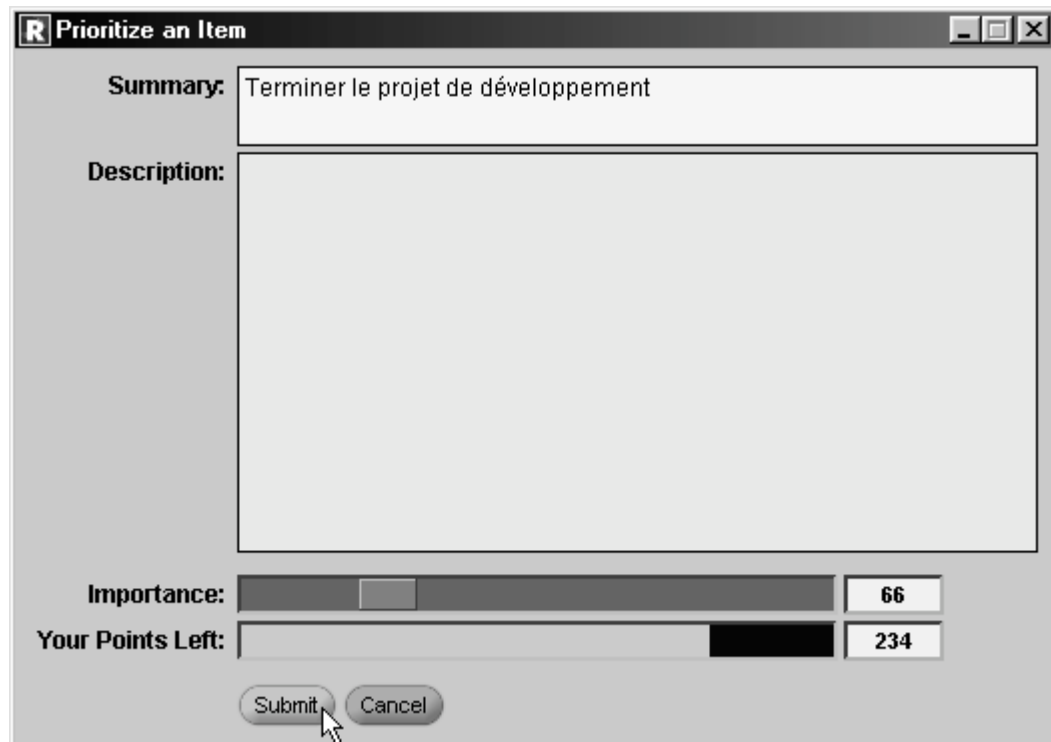 R Prioritize an Item
Summary: Terminer le projet de développement
Description:
Importance: 66
Your Points Left: 234
Submit Cancel